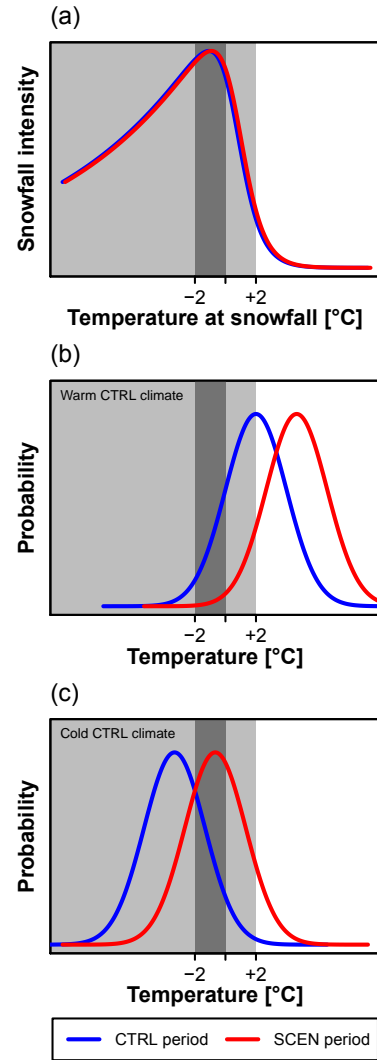 (a)
Snowfall intensity
−2
+2
Temperature at snowfall [°C]
(b)
Warm CTRL climate
Probability
−2
+2
Temperature [°C]
(c)
Cold CTRL climate
Probability
−2
+2
Temperature [°C]
CTRL period
SCEN period